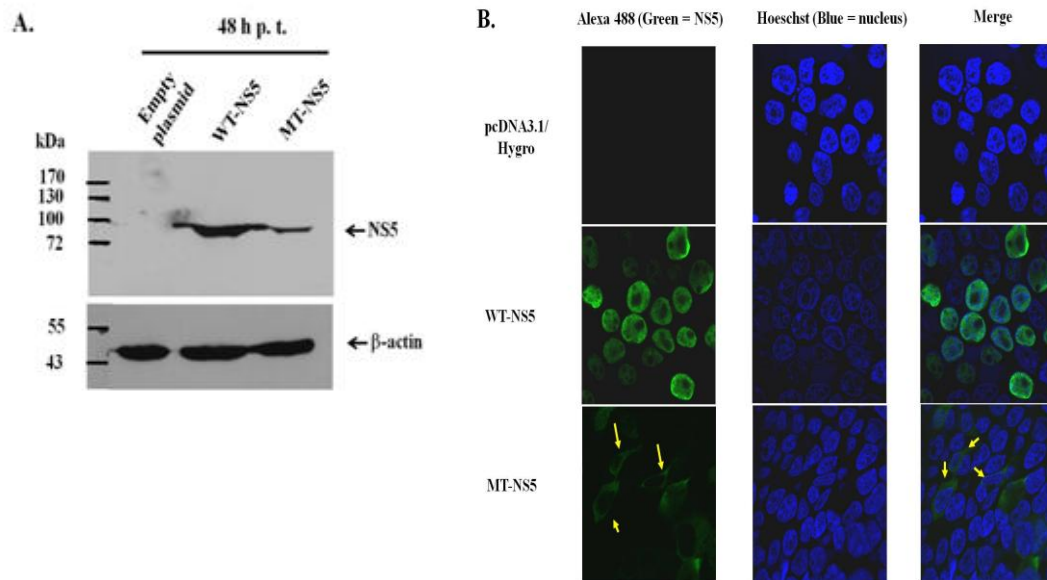 A.
48 h p. t.
Empty
plasmid
WT-NS5
MT-NS5
kDa
170
130
100
72
NS5
55
43
β-actin
B.
Alexa 488 (Green = NS5)
Hoeschst (Blue = nucleus)
Merge
pcDNA3.1/
Hygro
WT-NS5
MT-NS5